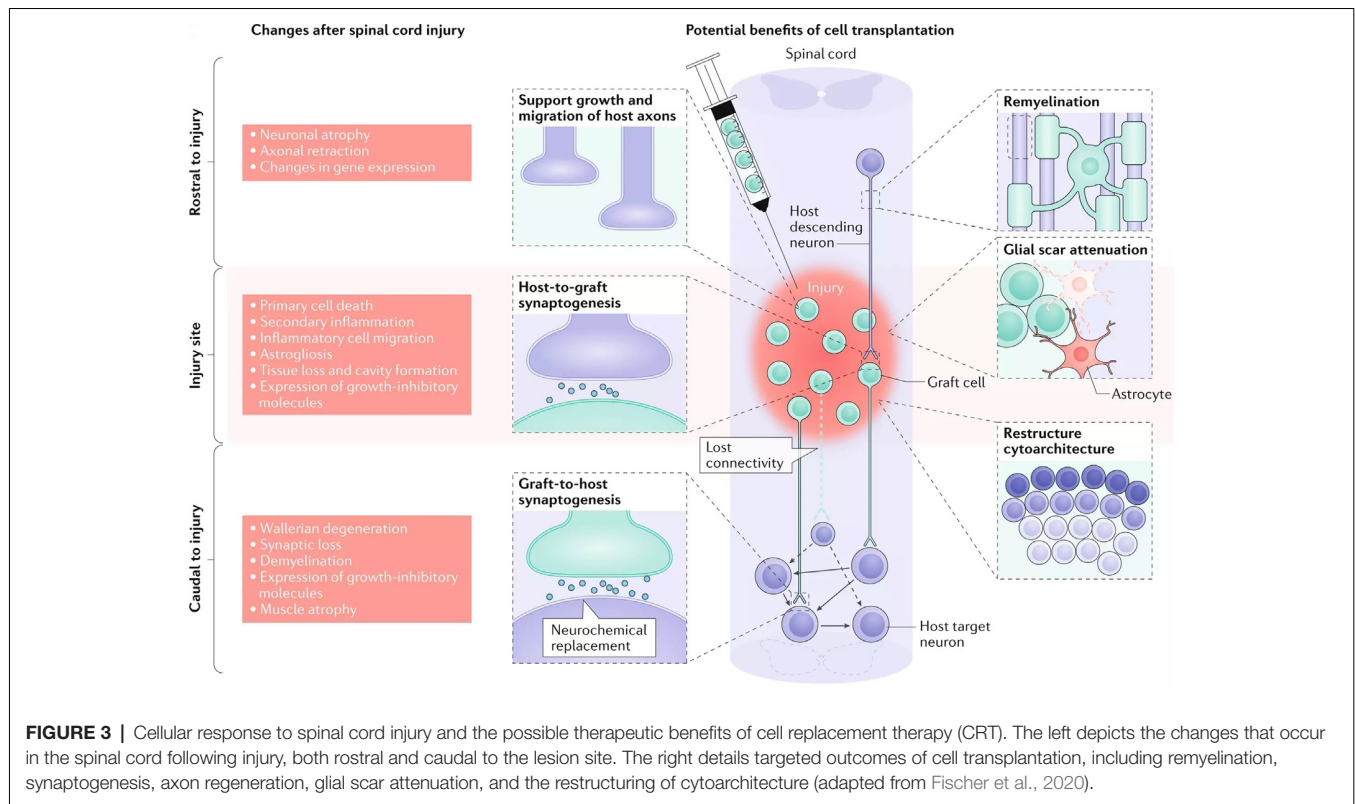 Changes after spinal cord injury
Potential benefits of cell transplantation
Rostral to injury
• Neuronal atrophy
• Axonal retraction
• Changes in gene expression
Injury site
• Primary cell death
• Secondary inflammation
• Inflammatory cell migration
• Astrogliosis
• Tissue loss and cavity formation
• Expression of growth-inhibitory
molecules
Caudal to injury
• Wallerian degeneration
• Synaptic loss
• Demyelination
• Expression of growth-inhibitory
molecules
• Muscle atrophy
Support growth and
migration of host axons
Host-to-graft
synaptogenesis
Graft-to-host
synaptogenesis
Neurochemical
replacement
Spinal cord
Host
descending
neuron
Injury
Graft cell
Lost
connectivity
Host target
neuron
Remyelination
Glial scar attenuation
Astrocyte
Restructure
cytoarchitecture
FIGURE 3 | Cellular response to spinal cord injury and the possible therapeutic benefits of cell replacement therapy (CRT). The left depicts the changes that occur
in the spinal cord following injury, both rostral and caudal to the lesion site. The right details targeted outcomes of cell transplantation, including remyelination,
synaptogenesis, axon regeneration, glial scar attenuation, and the restructuring of cytoarchitecture (adapted from Fischer et al., 2020).